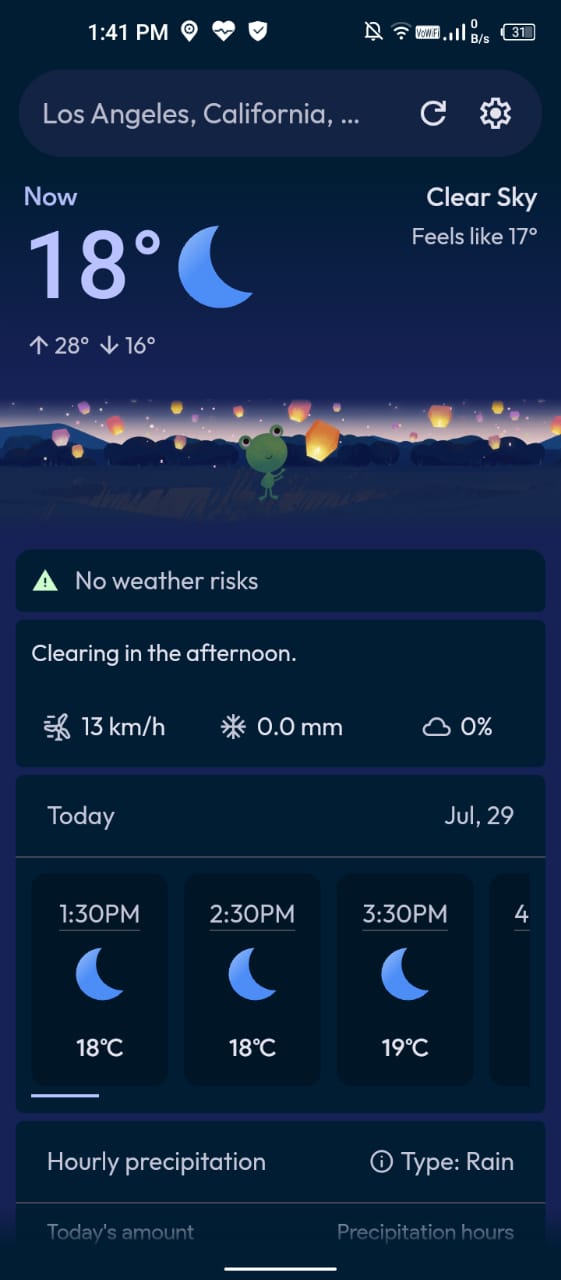 1:41 PM
VoWiFi
0
B/s
31
Los Angeles, California, ...
Now
Clear Sky
18°
Feels like 17°
↑ 28° ↓ 16°
No weather risks
Clearing in the afternoon.
13 km/h 0.0 mm 0%
Today Jul, 29
1:30PM 2:30PM 3:30PM 4
18°C 18°C 19°C
Hourly precipitation Type: Rain
Today's amount Precipitation hours